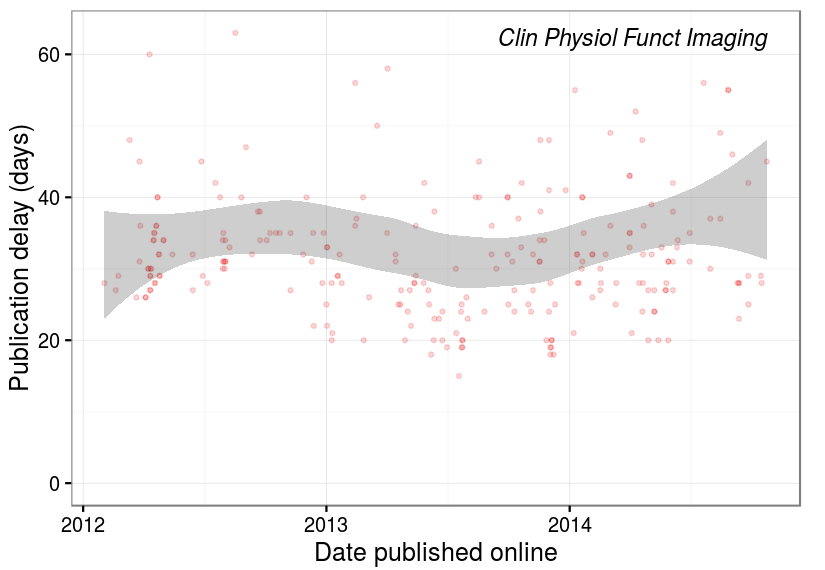 Clin Physiol Funct Imaging
60
40
20
0
Publication delay (days)
2012
2013
2014
Date published online